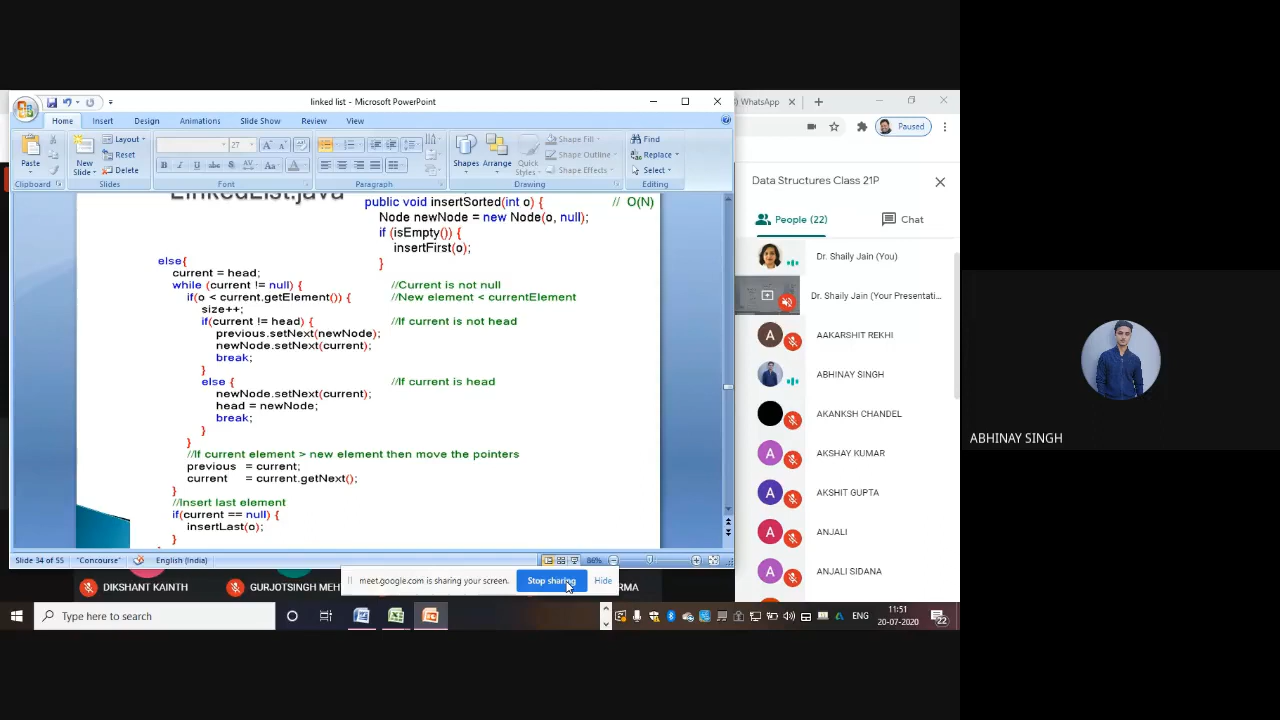 linked list - Microsoft PowerPoint
WhatsApp
Home Insert Design Animations Slide Show Review View
Paused
Paste
New Slide
Layout
Reset
Delete
27
Shapes Arrange Quick Styles
Shape Fill
Shape Outline
Shape Effects
Find
Replace
Select
Clipboard Slides Font Paragraph Drawing Editing
LinkedList.java
public void insertSorted(int o) { // O(N)
Node newNode = new Node(o, null);
if (isEmpty()) {
insertFirst(o);
}
else{
current = head;
while (current != null) { //Current is not null
if(o < current.getElement()) { //New element < currentElement
size++;
if(current != head) { //If current is not head
previous.setNext(newNode);
newNode.setNext(current);
break;
}
else { //If current is head
newNode.setNext(current);
head = newNode;
break;
}
}
//If current element > new element then move the pointers
previous = current;
current = current.getNext();
}
//Insert last element
if(current == null) {
insertLast(o);
}
Slide 34 of 55 "Concourse" English (India) 86%
meet.google.com is sharing your screen. Stop sharing Hide
DIKSHANT KAINTH
GURJOTSINGH MEH
Data Structures Class 21P
People (22) Chat
Dr. Shaily Jain (You)
Dr. Shaily Jain (Your Presentati...
A AAKARSHIT REKHI
ABHINAY SINGH
AKANKSH CHANDEL
A AKSHAY KUMAR
A AKSHIT GUPTA
A ANJALI
A ANJALI SIDANA
ABHINAY SINGH
Type here to search
ENG
11:51
20-07-2020
22